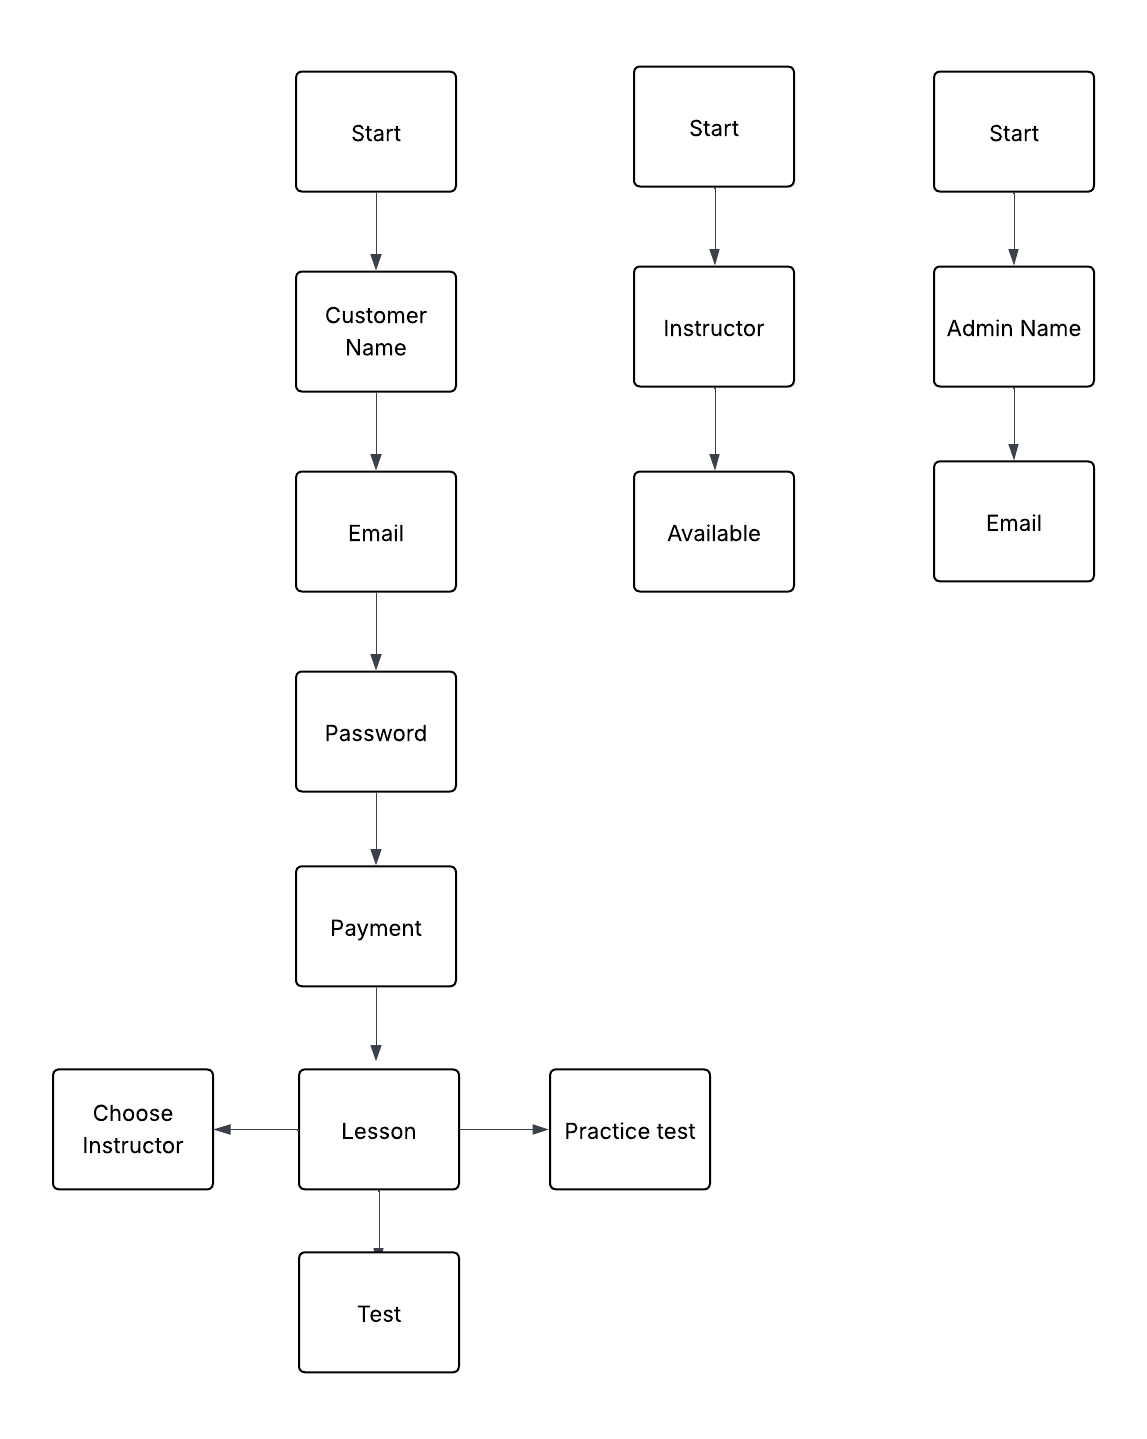 Start
Customer
Name
Email
Password
Payment
Choose
Instructor
Lesson
Practice test
Test
Start
Instructor
Available
Start
Admin Name
Email